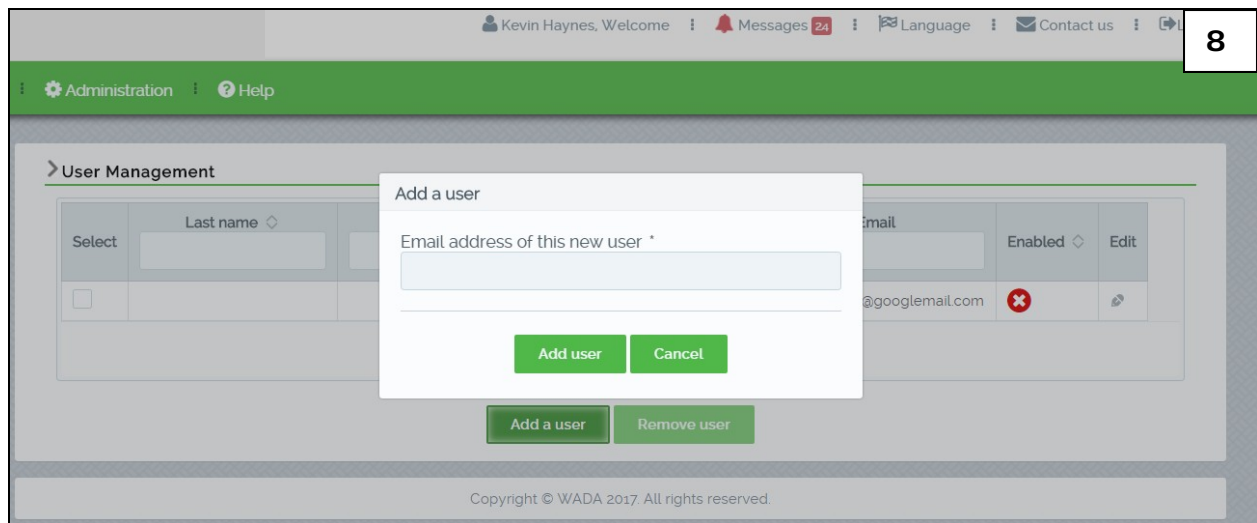 Kevin Haynes, Welcome Messages 24 Language Contact us L
8
Administration Help
User Management
Add a user
Select Last name Email Enabled Edit
Email address of this new user *
@googlemail.com
Add user Cancel
Add a user Remove user
Copyright © WADA 2017. All rights reserved.